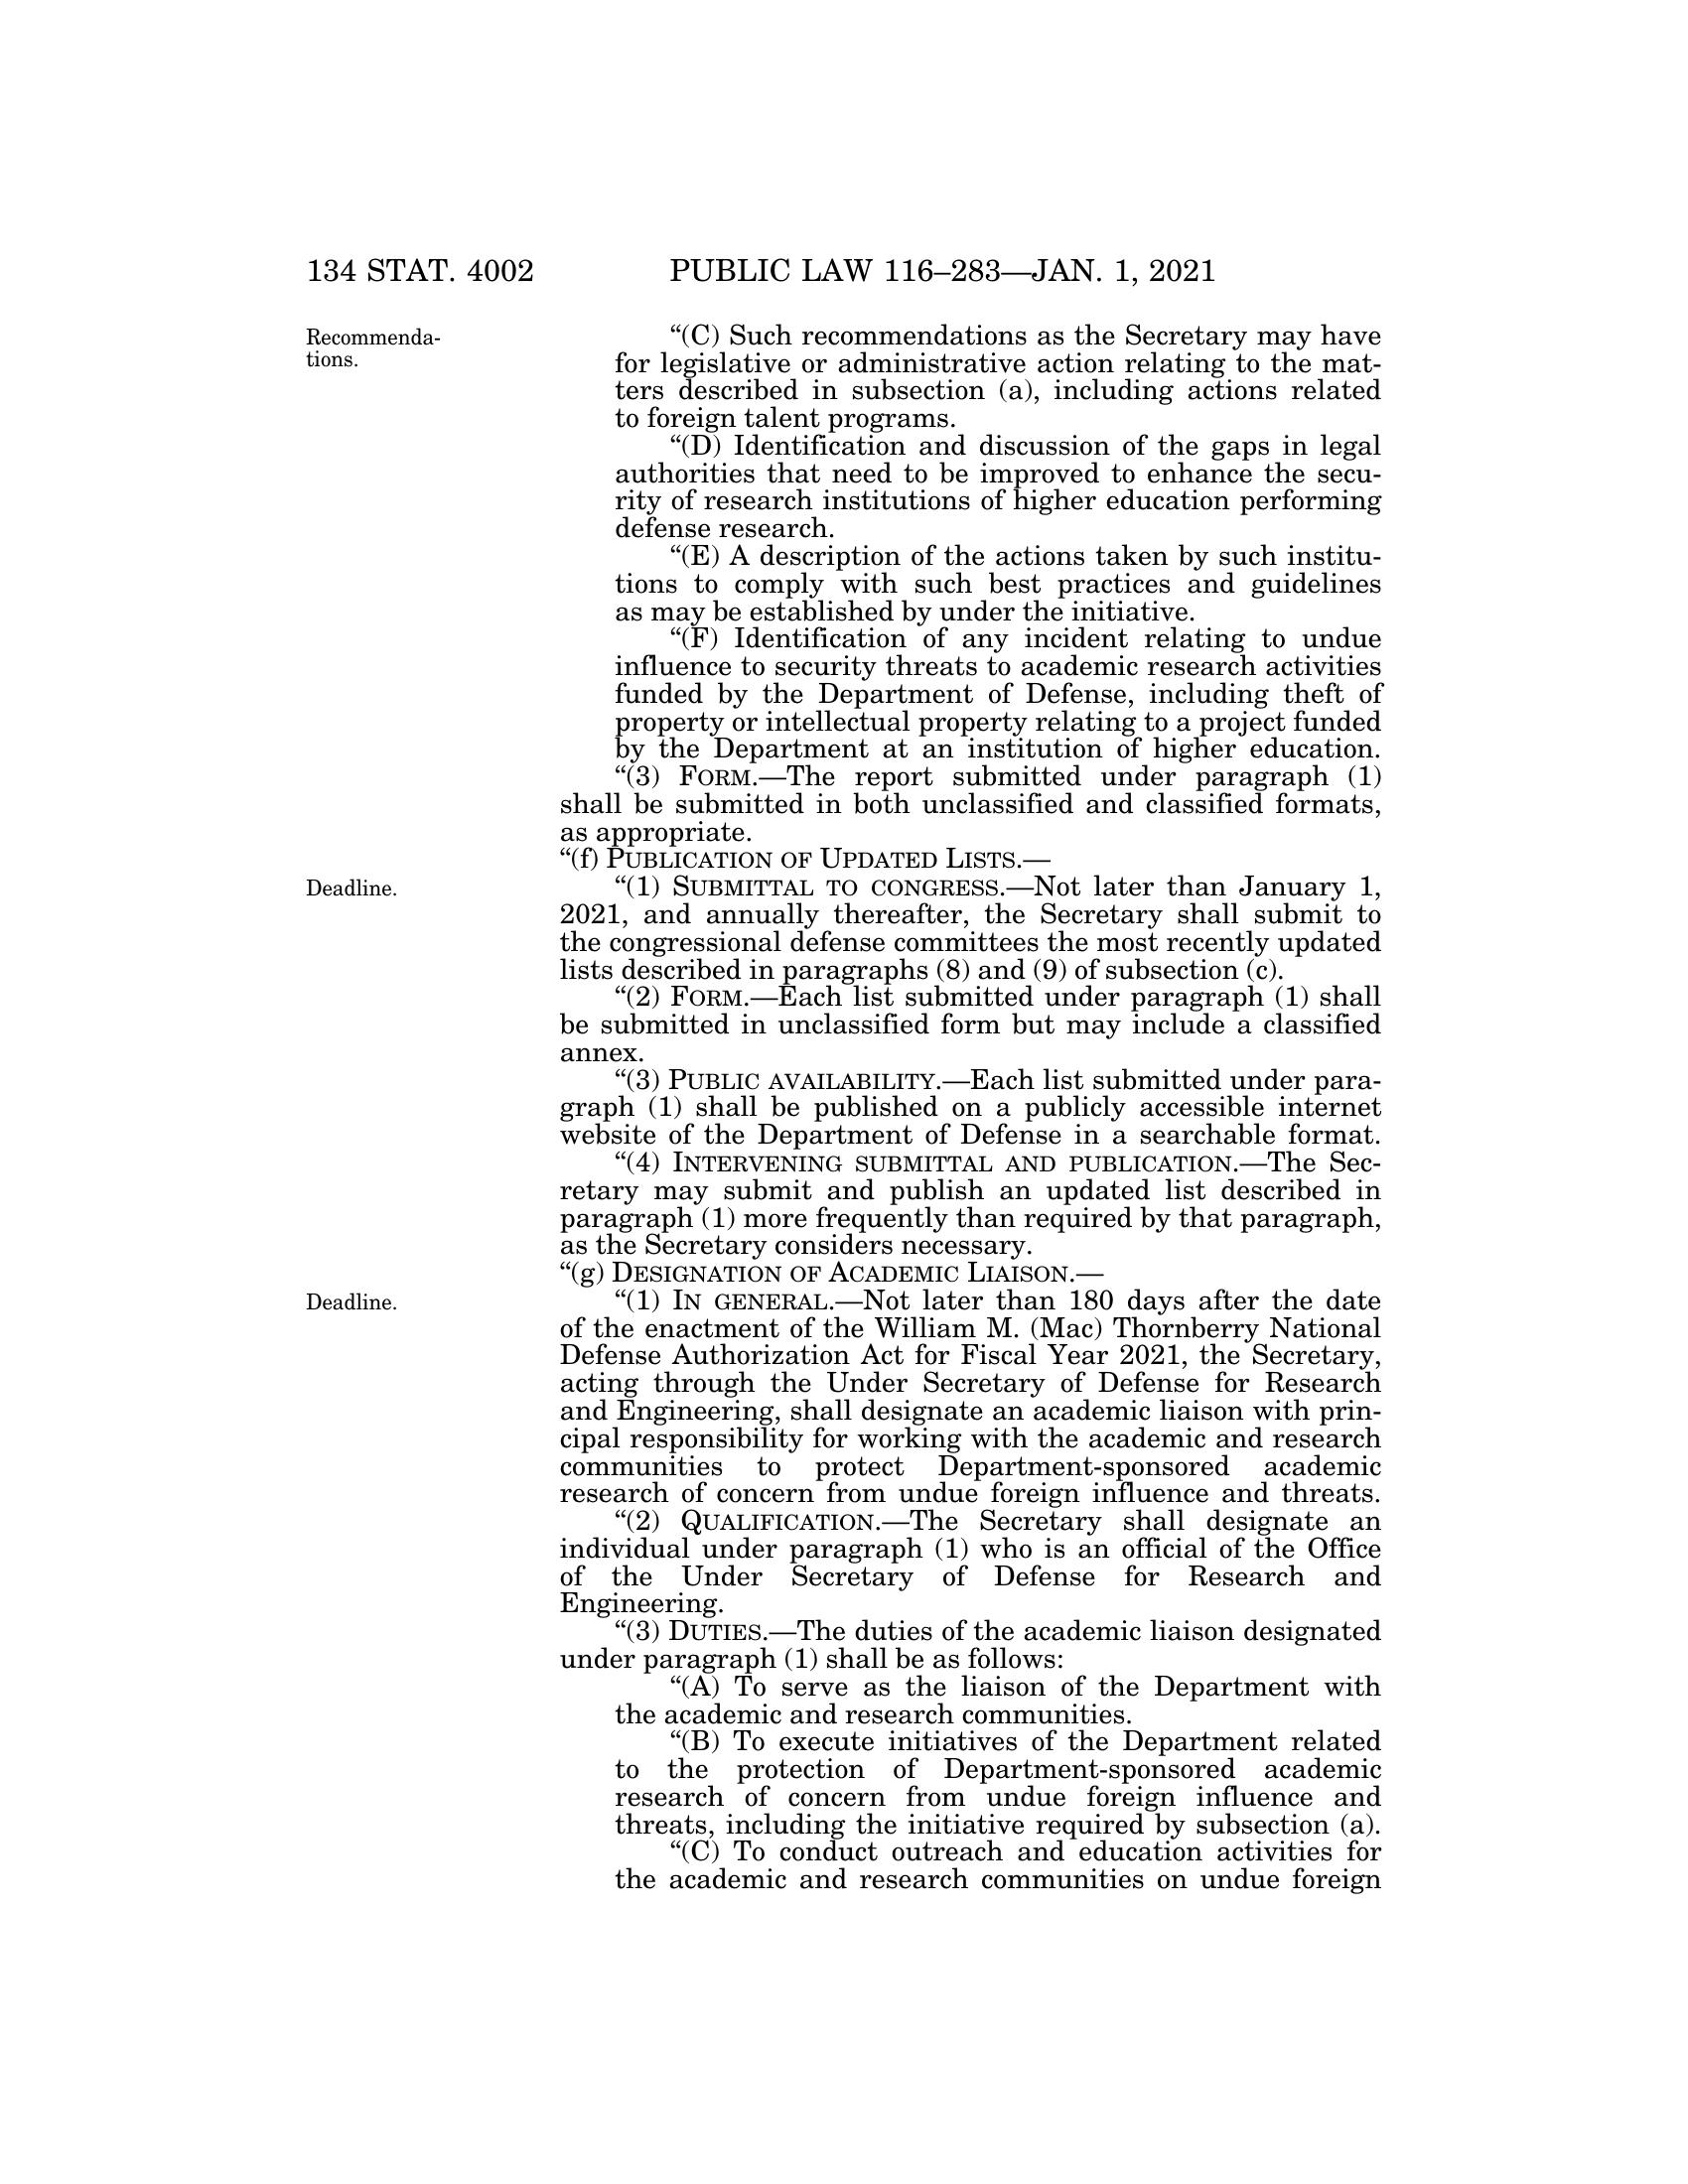 134 STAT. 4002
PUBLIC LAW 116–283—JAN. 1, 2021
Recommenda-
tions.
“(C) Such recommendations as the Secretary may have
for legislative or administrative action relating to the mat-
ters described in subsection (a), including actions related
to foreign talent programs.
“(D) Identification and discussion of the gaps in legal
authorities that need to be improved to enhance the secu-
rity of research institutions of higher education performing
defense research.
“(E) A description of the actions taken by such institu-
tions to comply with such best practices and guidelines
as may be established by under the initiative.
“(F) Identification of any incident relating to undue
influence to security threats to academic research activities
funded by the Department of Defense, including theft of
property or intellectual property relating to a project funded
by the Department at an institution of higher education.
“(3) FORM.—The report submitted under paragraph (1)
shall be submitted in both unclassified and classified formats,
as appropriate.
“(f) PUBLICATION OF UPDATED LISTS.—
Deadline.
“(1) SUBMITTAL TO CONGRESS.—Not later than January 1,
2021, and annually thereafter, the Secretary shall submit to
the congressional defense committees the most recently updated
lists described in paragraphs (8) and (9) of subsection (c).
“(2) FORM.—Each list submitted under paragraph (1) shall
be submitted in unclassified form but may include a classified
annex.
“(3) PUBLIC AVAILABILITY.—Each list submitted under para-
graph (1) shall be published on a publicly accessible internet
website of the Department of Defense in a searchable format.
“(4) INTERVENING SUBMITTAL AND PUBLICATION.—The Sec-
retary may submit and publish an updated list described in
paragraph (1) more frequently than required by that paragraph,
as the Secretary considers necessary.
“(g) DESIGNATION OF ACADEMIC LIAISON.—
Deadline.
“(1) IN GENERAL.—Not later than 180 days after the date
of the enactment of the William M. (Mac) Thornberry National
Defense Authorization Act for Fiscal Year 2021, the Secretary,
acting through the Under Secretary of Defense for Research
and Engineering, shall designate an academic liaison with prin-
cipal responsibility for working with the academic and research
communities to protect Department-sponsored academic
research of concern from undue foreign influence and threats.
“(2) QUALIFICATION.—The Secretary shall designate an
individual under paragraph (1) who is an official of the Office
of the Under Secretary of Defense for Research and
Engineering.
“(3) DUTIES.—The duties of the academic liaison designated
under paragraph (1) shall be as follows:
“(A) To serve as the liaison of the Department with
the academic and research communities.
“(B) To execute initiatives of the Department related
to the protection of Department-sponsored academic
research of concern from undue foreign influence and
threats, including the initiative required by subsection (a).
“(C) To conduct outreach and education activities for
the academic and research communities on undue foreign